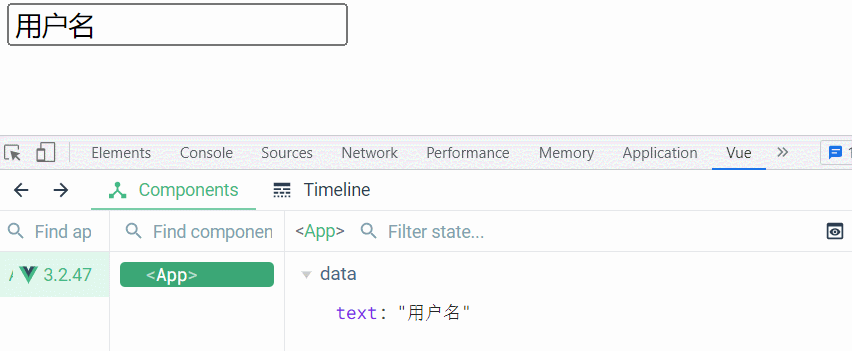 用户名
Elements Console Sources Network Performance Memory Application Vue 1
Components Timeline
Find ap Find componen <App> Filter state...
3.2.47 <App> data
text: "用户名"